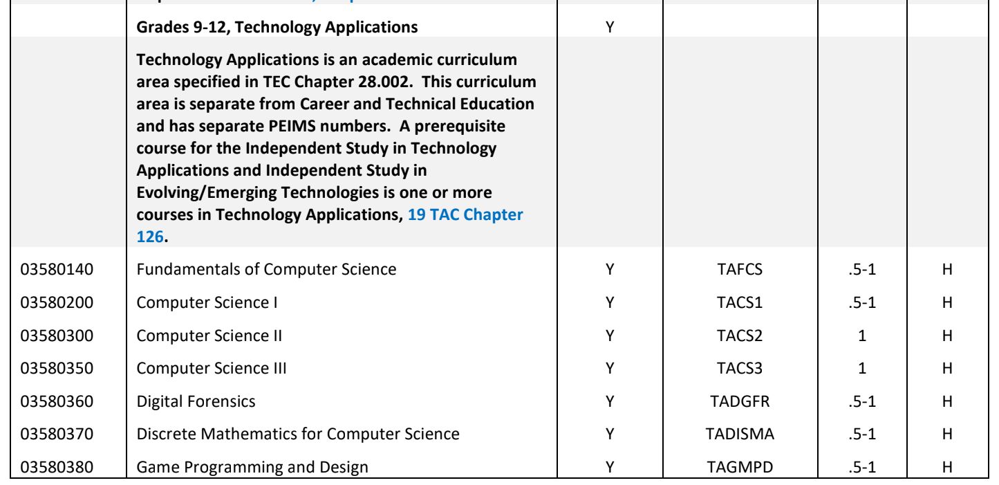 Grades 9-12, Technology Applications Y
Technology Applications is an academic curriculum
area specified in TEC Chapter 28.002.  This curriculum
area is separate from Career and Technical Education
and has separate PEIMS numbers.  A prerequisite
course for the Independent Study in Technology
Applications and Independent Study in
Evolving/Emerging Technologies is one or more
courses in Technology Applications, 19 TAC Chapter
126.
03580140 Fundamentals of Computer Science Y TAFCS .5-1 H
03580200 Computer Science I Y TACS1 .5-1 H
03580300 Computer Science II Y TACS2 1 H
03580350 Computer Science III Y TACS3 1 H
03580360 Digital Forensics Y TADGFR .5-1 H
03580370 Discrete Mathematics for Computer Science Y TADISMA .5-1 H
03580380 Game Programming and Design Y TAGMPD .5-1 H